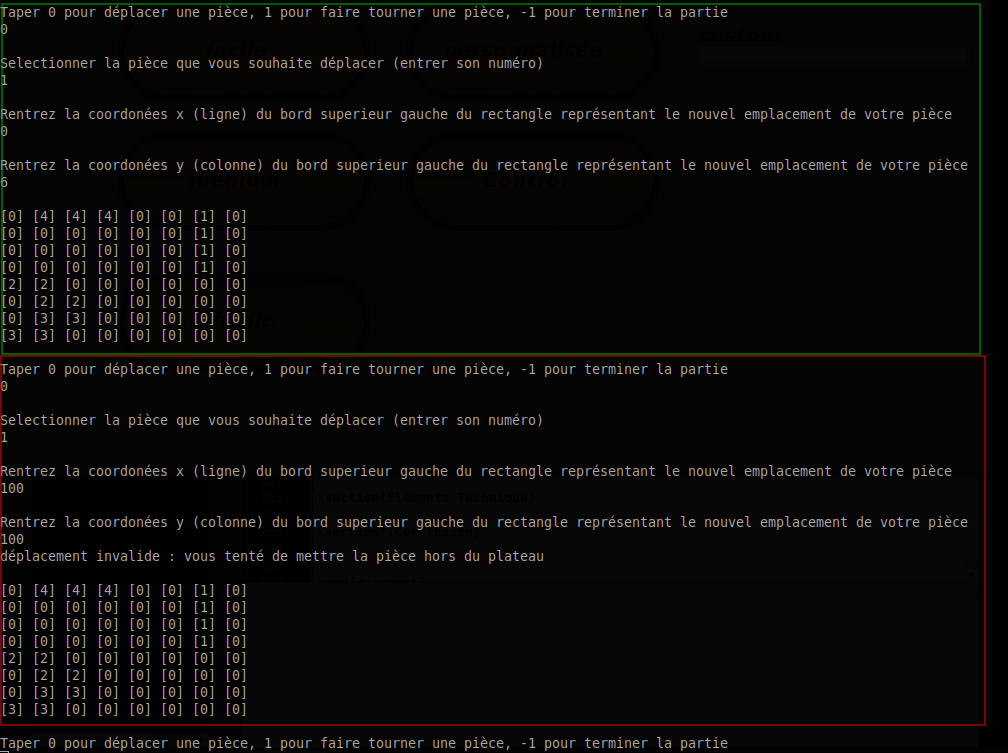 Taper 0 pour déplacer une pièce, 1 pour faire tourner une pièce, -1 pour terminer la partie
0
Selectionner la pièce que vous souhaite déplacer (entrer son numéro)
1
Rentrez la coordonées x (ligne) du bord superieur gauche du rectangle représentant le nouvel emplacement de votre pièce
0
Rentrez la coordonées y (colonne) du bord superieur gauche du rectangle représentant le nouvel emplacement de votre pièce
6
[0] [4] [4] [4] [0] [0] [1] [0]
[0] [0] [0] [0] [0] [0] [1] [0]
[0] [0] [0] [0] [0] [0] [1] [0]
[0] [0] [0] [0] [0] [0] [1] [0]
[2] [2] [0] [0] [0] [0] [0] [0]
[0] [2] [2] [0] [0] [0] [0] [0]
[0] [3] [3] [0] [0] [0] [0] [0]
[3] [3] [0] [0] [0] [0] [0] [0]
Taper 0 pour déplacer une pièce, 1 pour faire tourner une pièce, -1 pour terminer la partie
0
Selectionner la pièce que vous souhaite déplacer (entrer son numéro)
1
Rentrez la coordonées x (ligne) du bord superieur gauche du rectangle représentant le nouvel emplacement de votre pièce
100
Rentrez la coordonées y (colonne) du bord superieur gauche du rectangle représentant le nouvel emplacement de votre pièce
100
déplacement invalide : vous tenté de mettre la pièce hors du plateau
[0] [4] [4] [4] [0] [0] [1] [0]
[0] [0] [0] [0] [0] [0] [1] [0]
[0] [0] [0] [0] [0] [0] [1] [0]
[0] [0] [0] [0] [0] [0] [1] [0]
[2] [2] [0] [0] [0] [0] [0] [0]
[0] [2] [2] [0] [0] [0] [0] [0]
[0] [3] [3] [0] [0] [0] [0] [0]
[3] [3] [0] [0] [0] [0] [0] [0]
Taper 0 pour déplacer une pièce, 1 pour faire tourner une pièce, -1 pour terminer la partie